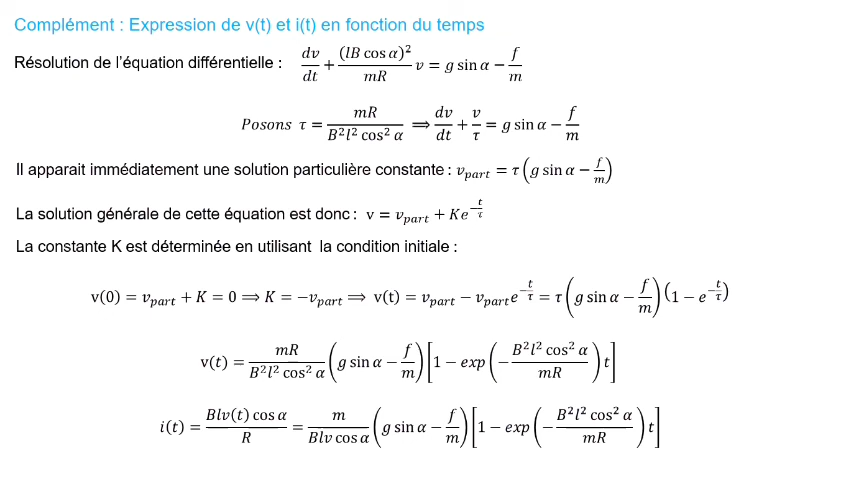 Complément : Expression de v(t) et i(t) en fonction du temps
Résolution de l'équation différentielle : dv/dt + (lB cos α)²/mR v = g sin α − f/m
Posons τ = mR/(B²l² cos² α) ⟹ dv/dt + v/τ = g sin α − f/m
Il apparait immédiatement une solution particulière constante : v_part = τ(g sin α − f/m)
La solution générale de cette équation est donc : v = v_part + Ke^(−t/τ)
La constante K est déterminée en utilisant la condition initiale :
v(0) = v_part + K = 0 ⟹ K = −v_part ⟹ v(t) = v_part − v_part e^(−t/τ) = τ(g sin α − f/m)(1 − e^(−t/τ))
v(t) = mR/(B²l² cos² α) (g sin α − f/m)[1 − exp(−B²l² cos² α/mR)t]
i(t) = Blv(t) cos α/R = m/(Blv cos α) (g sin α − f/m)[1 − exp(−B²l² cos² α/mR)t]